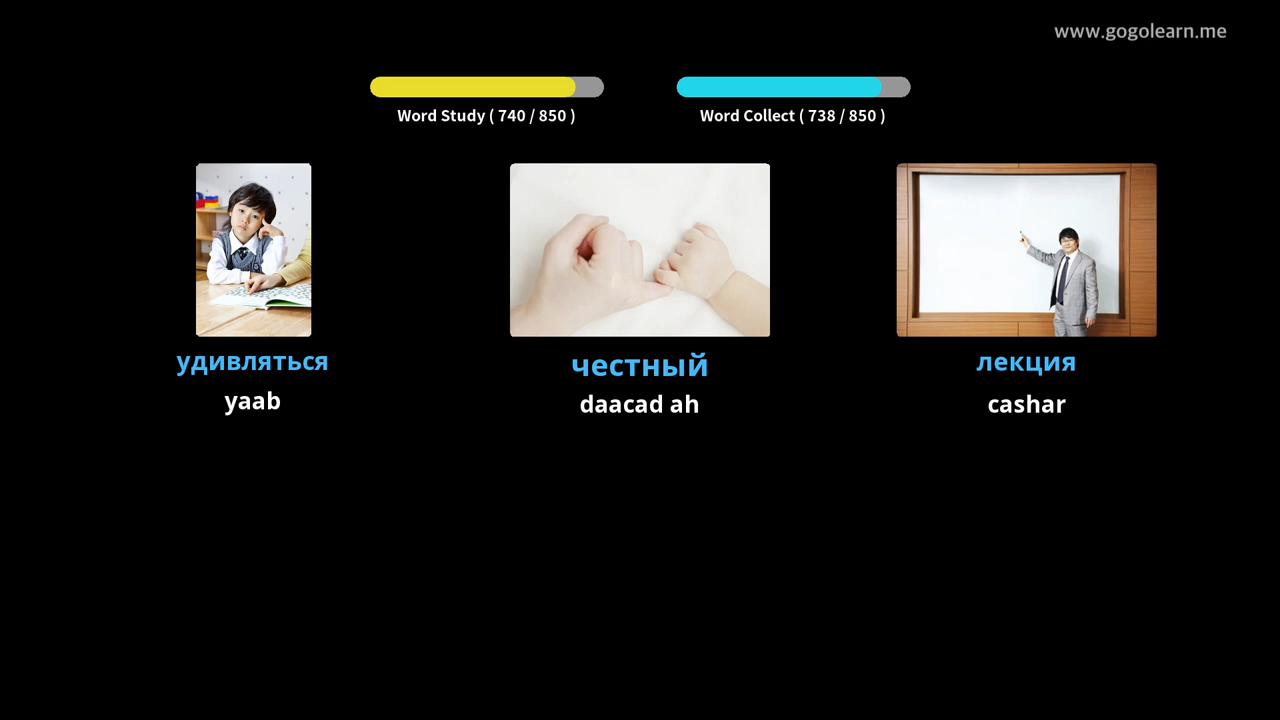 www.gogolearn.me
Word Study ( 740 / 850 )
Word Collect ( 738 / 850 )
удивляться
yaab
честный
daacad ah
лекция
cashar